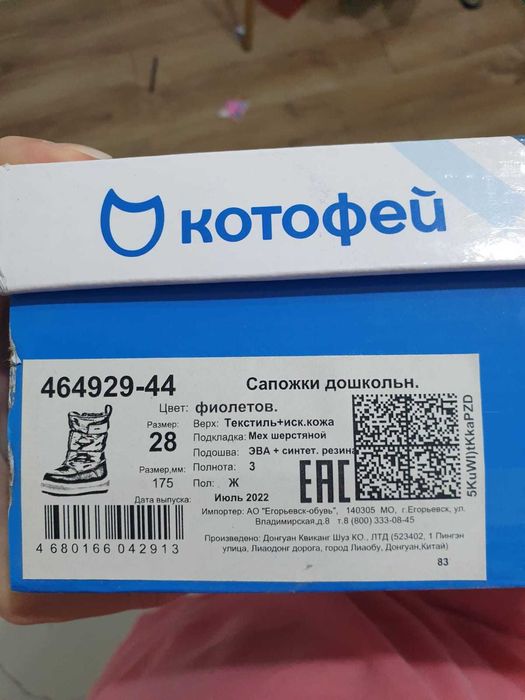 котофей
464929-44
Сапожки дошкольн.
Цвет: фиолетов.
Размер: 28
Верх: Текстиль+иск.кожа
Подкладка: Мех шерстяной
Подошва: ЭВА + синтет. резина
Размер,мм: 175
Полнота: 3
Пол: Ж
Дата выпуска: Июль 2022
EAC
5KuWljtKkaPZD
Импортер: АО "Егорьевск-обувь", 140305 МО, г.Егорьевск, ул.
Владимирская,д.8 т.8 (800) 333-08-45
4 680166 042913
Произведено: Донгуан Квиканг Шуз КО., ЛТД (523402, 1 Пингэн
улица, Лиаодонг дорога, город Лиаобу, Донгуан,Китай)
83